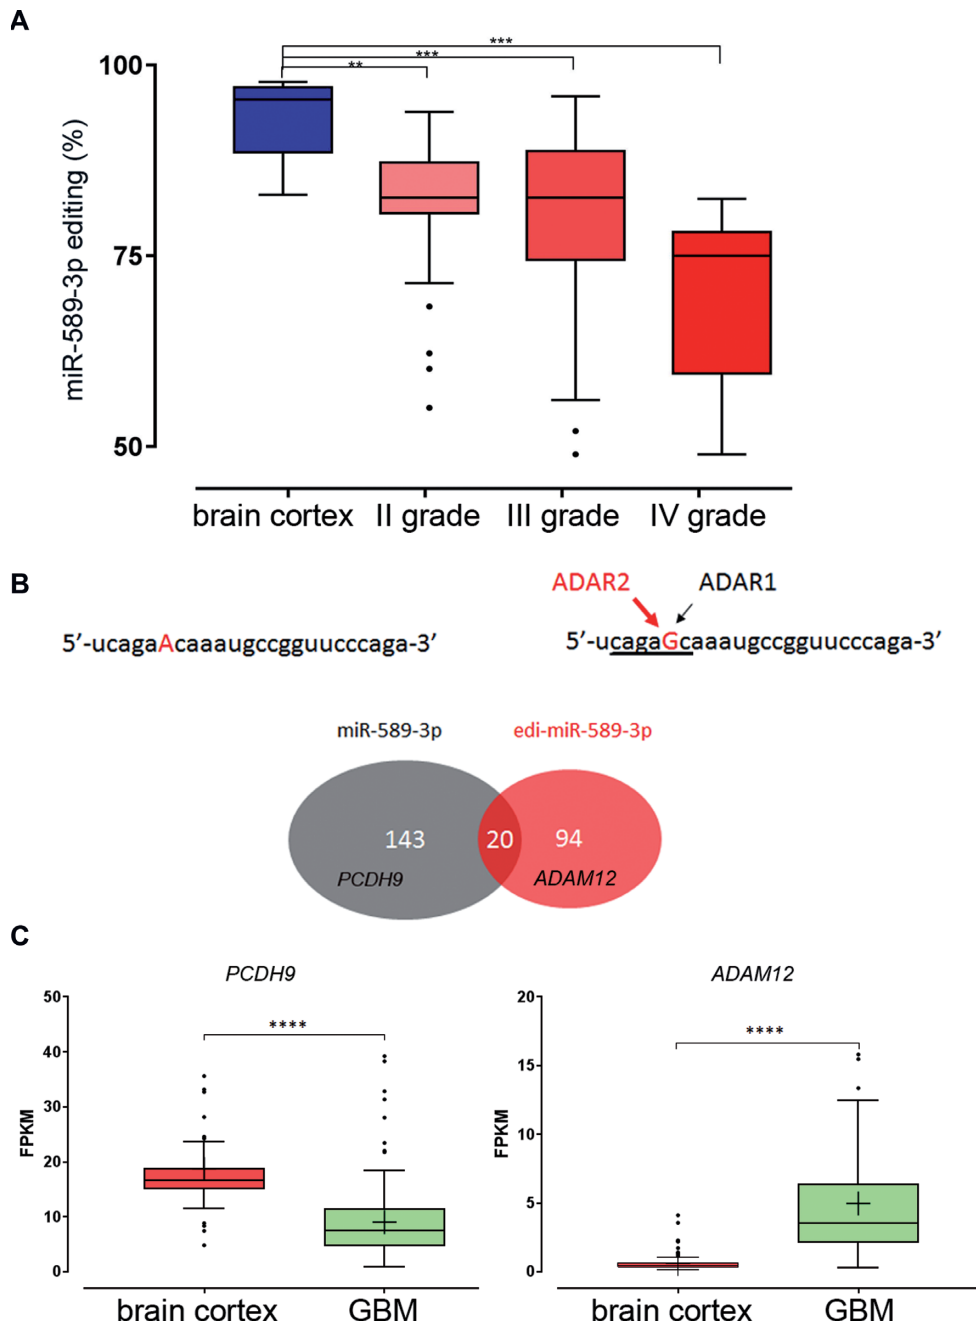 A
***
***
**
100
75
50
miR-589-3p editing (%)
brain cortex II grade III grade IV grade
B
ADAR2 ADAR1
5’-ucagaAcaaaugccgguucccaga-3’
5’-ucagaGcaaaugccgguucccaga-3’
miR-589-3p edi-miR-589-3p
143 20 94
PCDH9 ADAM12
C
PCDH9
50
40
30
20
10
0
FPKM
****
brain cortex GBM
ADAM12
20
15
10
5
0
FPKM
****
brain cortex GBM